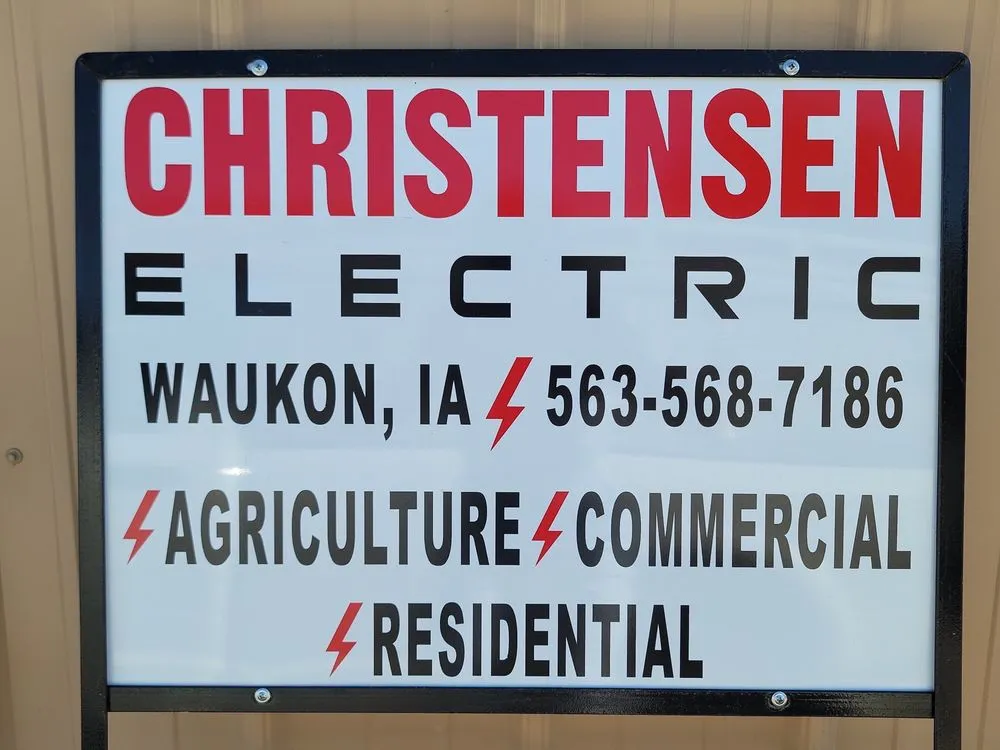 CHRISTENSEN
ELECTRIC
WAUKON, IA 563-568-7186
AGRICULTURE COMMERCIAL
RESIDENTIAL